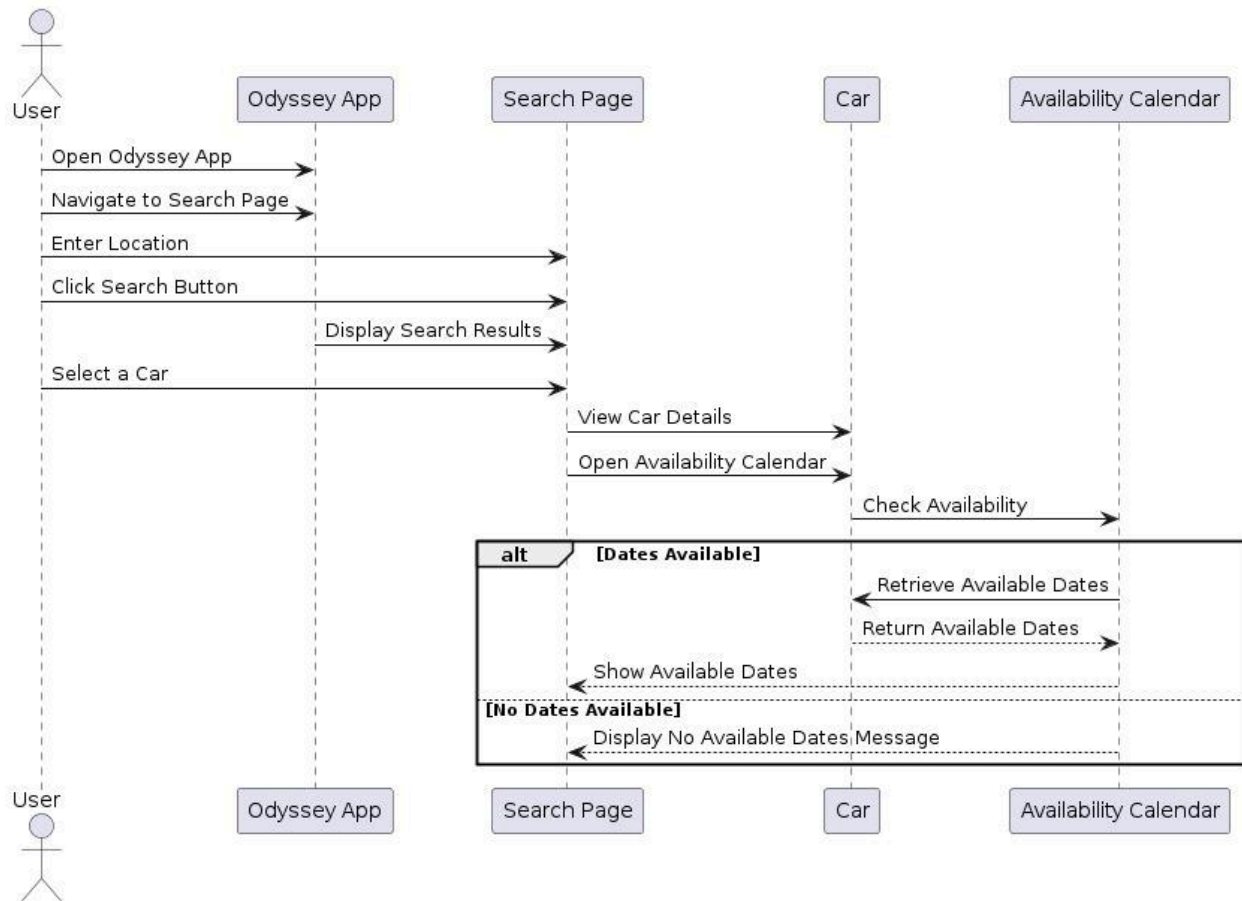 User
Odyssey App
Search Page
Car
Availability Calendar
Open Odyssey App
Navigate to Search Page
Enter Location
Click Search Button
Display Search Results
Select a Car
View Car Details
Open Availability Calendar
Check Availability
alt
[Dates Available]
Retrieve Available Dates
Return Available Dates
Show Available Dates
[No Dates Available]
Display No Available Dates Message
User
Odyssey App
Search Page
Car
Availability Calendar